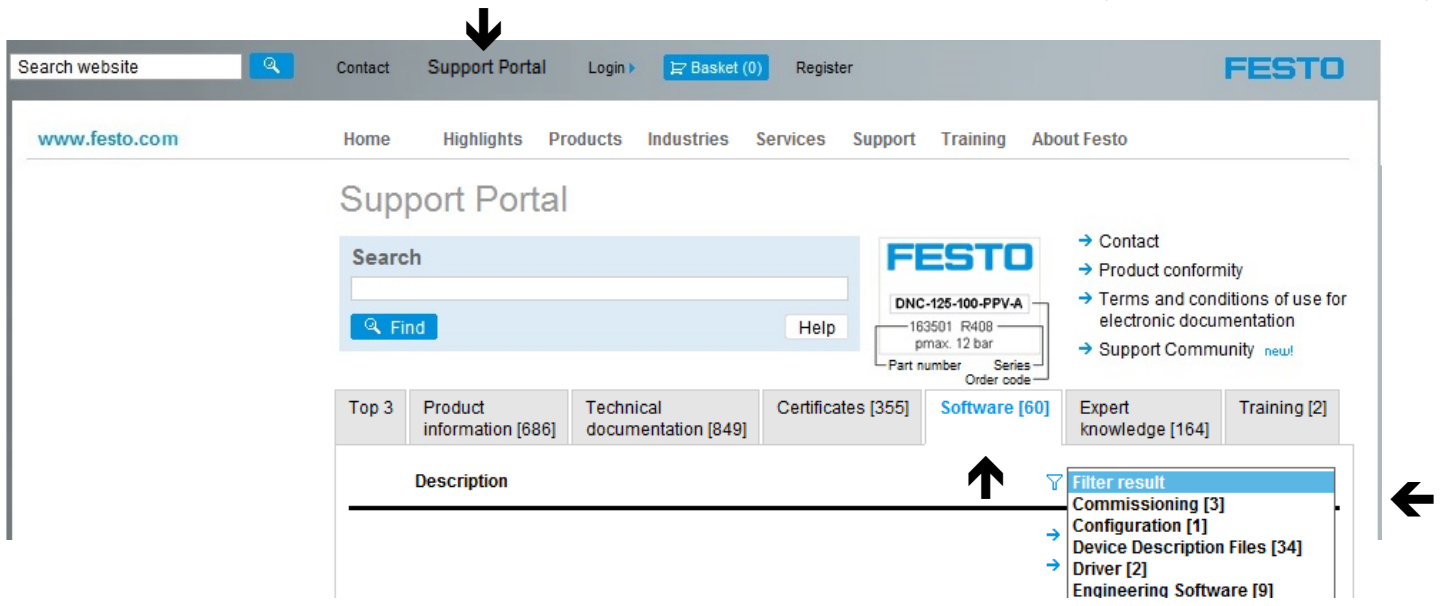 Search website
Contact Support Portal Login Basket (0) Register
FESTO
www.festo.com
Home Highlights Products Industries Services Support Training About Festo
Support Portal
Search
Find
Help
FESTO
DNC-125-100-PPV-A
163501 R408
pmax. 12 bar
Part number Series
Order code
Contact
Product conformity
Terms and conditions of use for
electronic documentation
Support Community new!
Top 3
Product
information [686]
Technical
documentation [849]
Certificates [355]
Software [60]
Expert
knowledge [164]
Training [2]
Description
Filter result
Commissioning [3]
Configuration [1]
Device Description Files [34]
Driver [2]
Engineering Software [9]